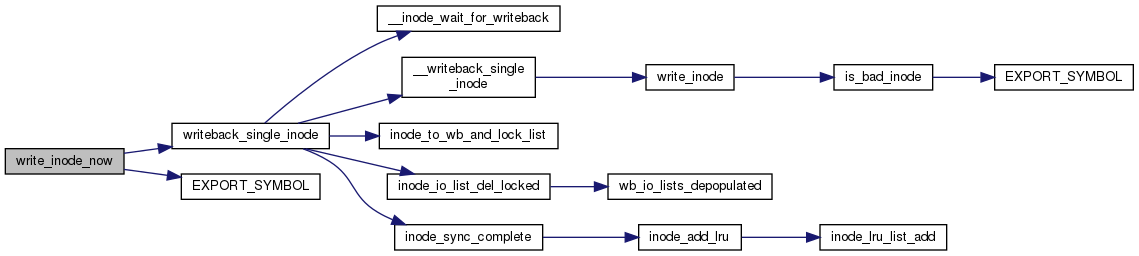 __inode_wait_for_writeback
__writeback_single
_inode
write_inode
is_bad_inode
EXPORT_SYMBOL
writeback_single_inode
inode_to_wb_and_lock_list
write_inode_now
EXPORT_SYMBOL
inode_io_list_del_locked
wb_io_lists_depopulated
inode_sync_complete
inode_add_lru
inode_lru_list_add